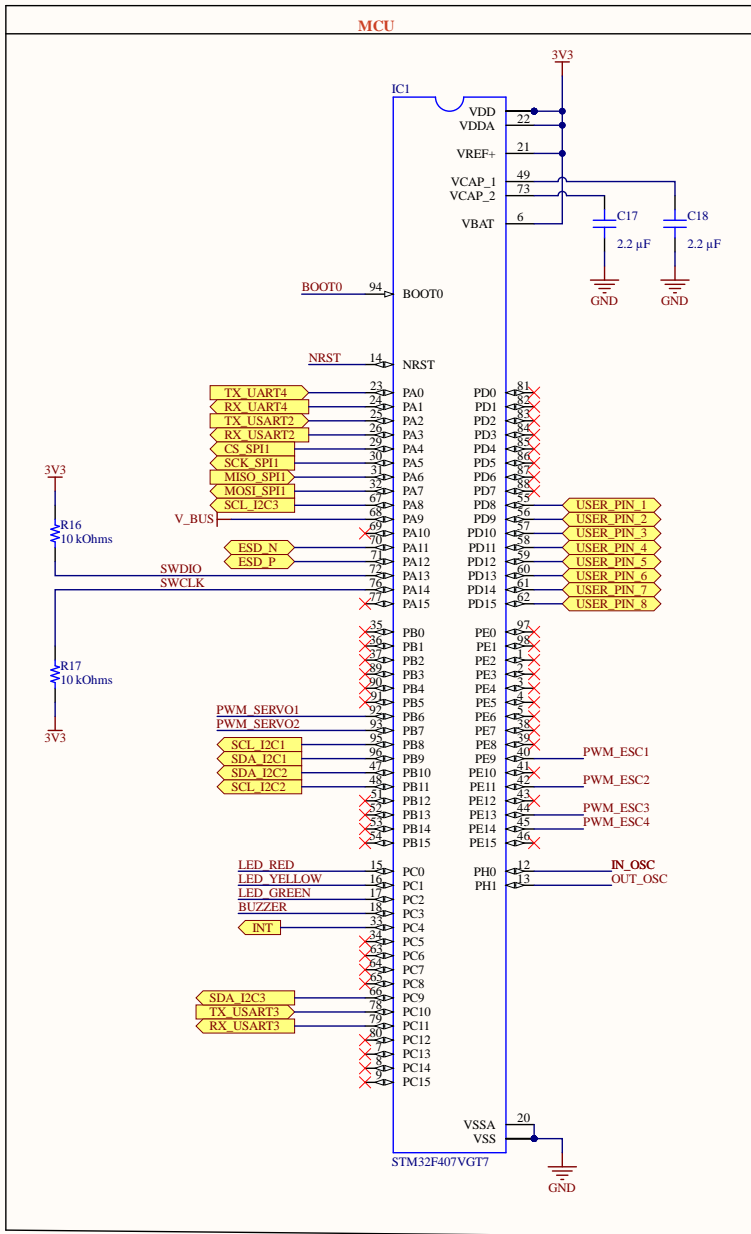 MCU
3V3
IC1
VDD
VDDA 22
VREF+ 21
VCAP_1 49
VCAP_2 73
VBAT 6
C17
2.2 µF
C18
2.2 µF
GND
GND
BOOT0 94 BOOT0
NRST 14 NRST
TX_UART4 23 PA0
RX_UART4 24 PA1
TX_USART2 25 PA2
RX_USART2 26 PA3
CS_SPI1 29 PA4
SCK_SPI1 30 PA5
MISO_SPI1 31 PA6
MOSI_SPI1 32 PA7
SCL_I2C3 67 PA8
V_BUS 68 PA9
69 PA10
ESD_N 70 PA11
ESD_P 71 PA12
SWDIO 72 PA13
SWCLK 76 PA14
77 PA15
3V3
R16
10 kOhms
R17
10 kOhms
3V3
PD0 81
PD1 82
PD2 83
PD3 84
PD4 85
PD5 86
PD6 87
PD7 88
PD8 55 USER_PIN_1
PD9 56 USER_PIN_2
PD10 57 USER_PIN_3
PD11 58 USER_PIN_4
PD12 59 USER_PIN_5
PD13 60 USER_PIN_6
PD14 61 USER_PIN_7
PD15 62 USER_PIN_8
35 PB0
36 PB1
37 PB2
89 PB3
90 PB4
91 PB5
PWM_SERVO1 92 PB6
PWM_SERVO2 93 PB7
SCL_I2C1 95 PB8
SDA_I2C1 96 PB9
SDA_I2C2 47 PB10
SCL_I2C2 48 PB11
51 PB12
52 PB13
53 PB14
54 PB15
PE0 97
PE1 98
PE2 1
PE3 2
PE4 3
PE5 4
PE6 5
PE7 38
PE8 39
PE9 40 PWM_ESC1
PE10 41
PE11 42 PWM_ESC2
PE12 43
PE13 44 PWM_ESC3
PE14 45 PWM_ESC4
PE15 46
LED_RED 15 PC0
LED_YELLOW 16 PC1
LED_GREEN 17 PC2
BUZZER 18 PC3
INT 33 PC4
34 PC5
63 PC6
64 PC7
65 PC8
SDA_I2C3 66 PC9
TX_USART3 78 PC10
RX_USART3 79 PC11
80 PC12
7 PC13
8 PC14
9 PC15
PH0 12 IN_OSC
PH1 13 OUT_OSC
VSSA 20
VSS
STM32F407VGT7
GND